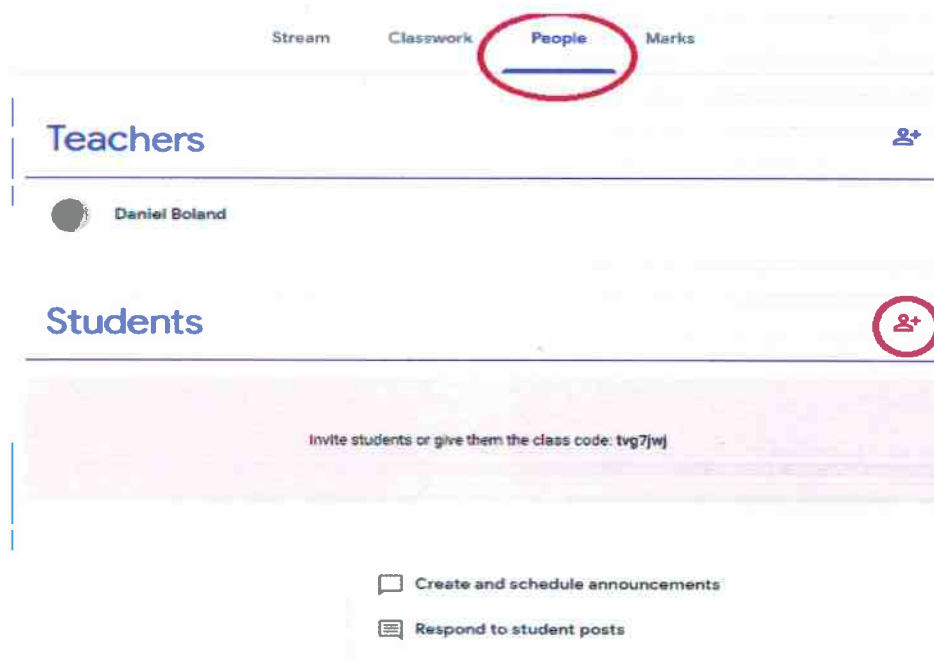 Stream Classwork People Marks
Teachers
Daniel Boland
Students
Invite students or give them the class code: tvg7jwj
Create and schedule announcements
Respond to student posts